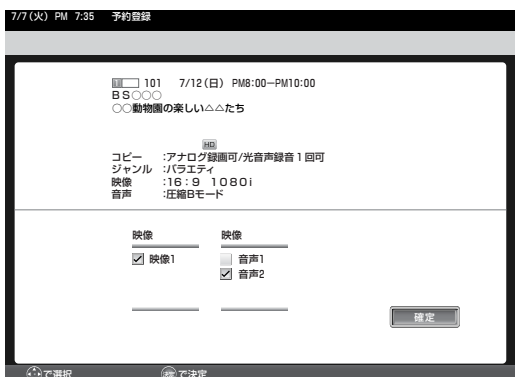 7/7(火) PM 7:35 予約登録
101 7/12(日) PM8:00-PM10:00
BS○○○
○○動物園の楽しい△△たち
HD
コピー :アナログ録画可/光音声録音1回可
ジャンル :バラエティ
映像 :16:9 1080i
音声 :圧縮Bモード
映像 映像
映像1 音声1
音声2
確定
で選択 で決定